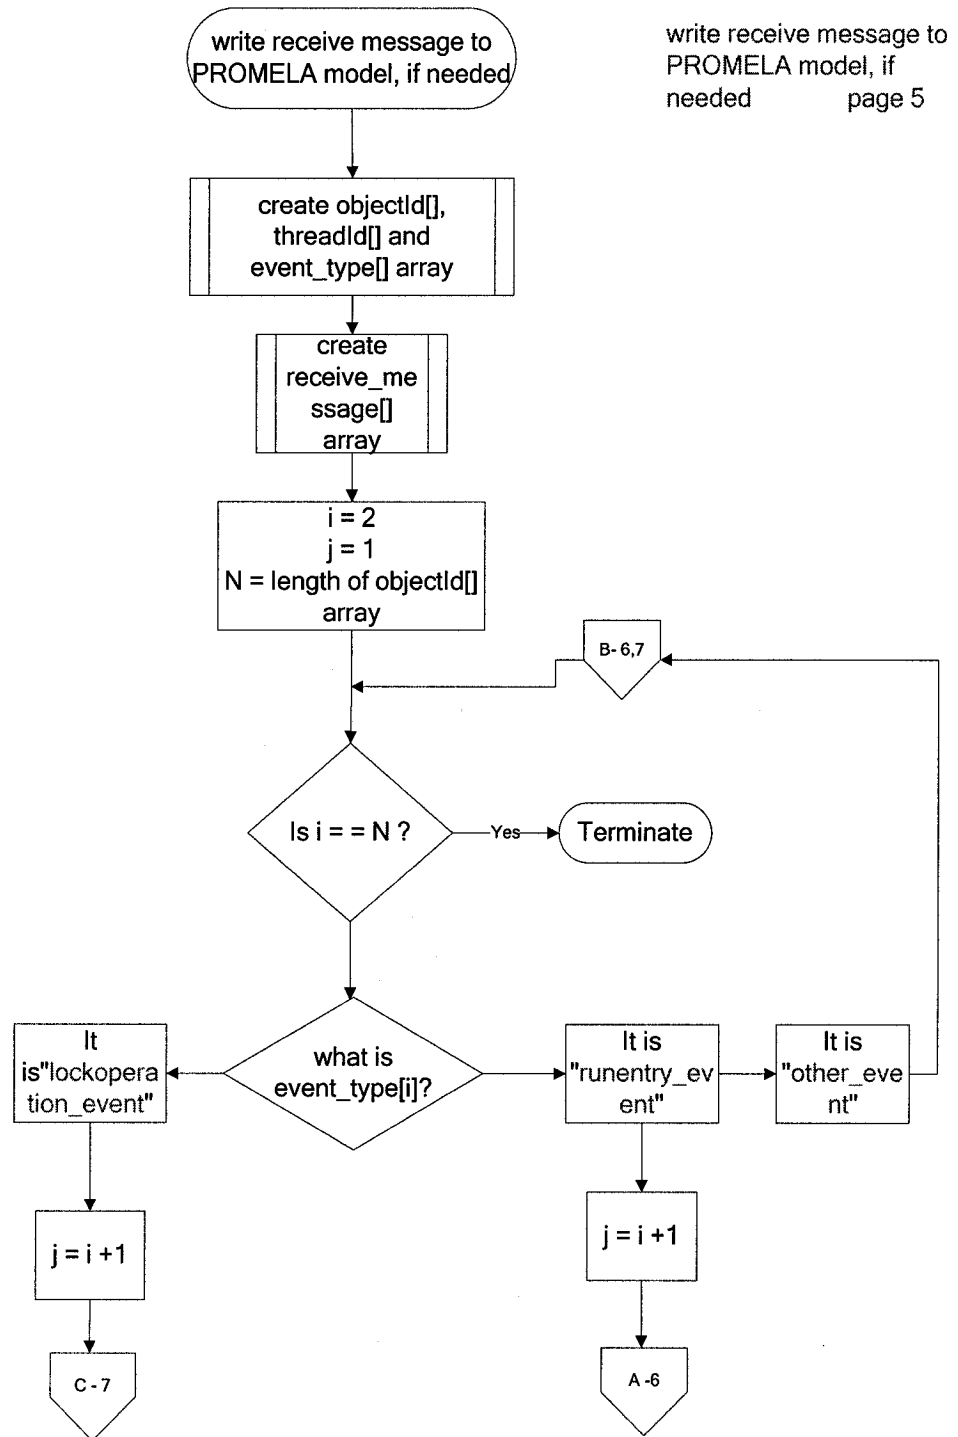 write receive message to
PROMELA model, if needed
write receive message to
PROMELA model, if
needed page 5
create objectId[],
threadId[] and
event_type[] array
create
receive_me
ssage[]
array
i = 2
j = 1
N = length of objectId[]
array
B- 6,7
Is i = = N ?
Yes
Terminate
what is
event_type[i]?
It
is"lockopera
tion_event"
It is
"runentry_ev
ent"
It is
"other_eve
nt"
j = i +1
j = i +1
C - 7
A -6